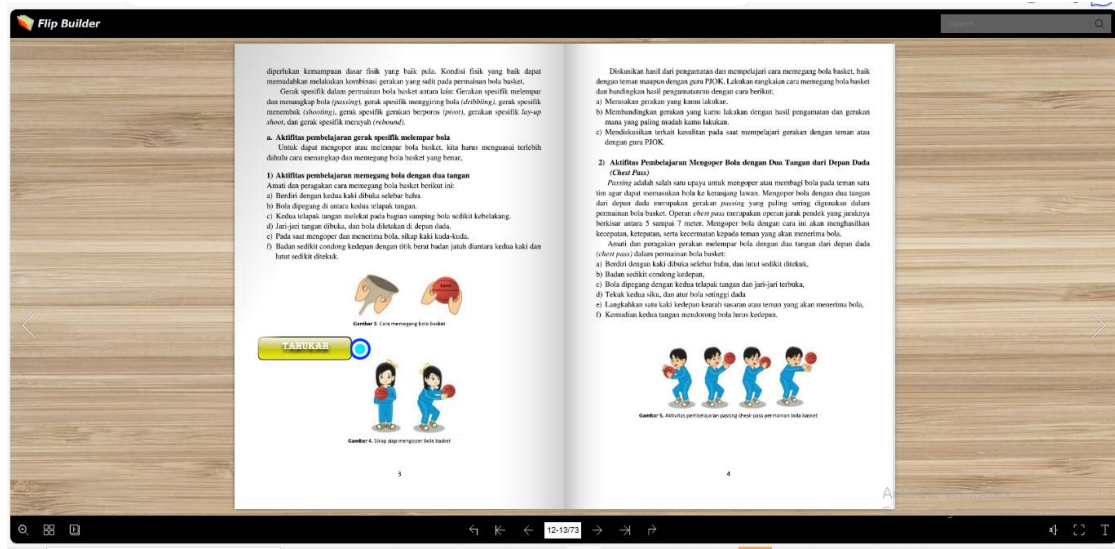 Flip Builder
Search
diperlukan kemampuan dasar fisik yang baik pula. Kondisi fisik yang baik dapat
memudahkan melakukan kombinasi gerakan yang sulit pada permainan bola basket.
Gerak spesifik dalam permainan bola basket antara lain: Gerakan spesifik melempar
dan menangkap bola (passing), gerak spesifik menggiring bola (dribbling), gerak spesifik
menembak (shooting), gerak spesifik gerakan berporos (pivot), gerakan spesifik lay-up
shoot, dan gerak spesifik merayah (rebound).
a. Aktifitas pembelajaran gerak spesifik melempar bola
Untuk dapat mengoper atau melempar bola basket, kita harus menguasai terlebih
dahulu cara menangkap dan memegang bola basket yang benar,
1) Aktifitas pembelajaran memegang bola dengan dua tangan
Amati dan peragakan cara memegang bola basket berikut ini:
a) Berdiri dengan kedua kaki dibuka selebar bahu.
b) Bola dipegang di antara kedua telapak tangan.
c) Kedua telapak tangan melekat pada bagian samping bola sedikit kebelakang.
d) Jari-jari tangan dibuka, dan bola diletakan di depan dada.
e) Pada saat mengoper dan menerima bola, sikap kaki kuda-kuda.
f) Badan sedikit condong kedepan dengan titik berat badan jatuh diantara kedua kaki dan
lutut sedikit ditekuk.
Gambar 3. Cara memegang bola basket
TAHUKAH
Gambar 4. Sikap siap mengoper bola basket
3
Diskusikan hasil dari pengamatan dan mempelajari cara memegang bola basket, baik
dengan teman maupun dengan guru PJOK. Lakukan rangkaian cara memegang bola basket
dan bandingkan hasil pengamatanmu dengan cara berikut:
a) Merasakan gerakan yang kamu lakukan.
b) Membandingkan gerakan yang kamu lakukan dengan hasil pengamatan dan gerakan
mana yang paling mudah kamu lakukan.
c) Mendiskusikan terkait kesulitan pada saat mempelajari gerakan dengan teman atau
dengan guru PJOK.
2) Aktifitas Pembelajaran Mengoper Bola dengan Dua Tangan dari Depan Dada
(Chest Pass)
Passing adalah salah satu upaya untuk mengoper atau membagi bola pada teman satu
tim agar dapat memasukan bola ke keranjang lawan. Mengoper bola dengan dua tangan
dari depan dada merupakan gerakan passing yang paling sering digunakan dalam
permainan bola basket. Operan chest pass merupakan operan jarak pendek yang jaraknya
berkisar antara 5 sampai 7 meter. Mengoper bola dengan cara ini akan menghasilkan
kecepatan, ketepatan, serta kecermatan kepada teman yang akan menerima bola.
Amati dan peragakan gerakan melempar bola dengan dua tangan dari depan dada
(chest pass) dalam permainan bola basket:
a) Berdiri dengan kaki dibuka selebar bahu, dan lutut sedikit ditekuk,
b) Badan sedikit condong kedepan,
c) Bola dipegang dengan kedua telapak tangan dan jari-jari terbuka,
d) Tekuk kedua siku, dan atur bola setinggi dada
e) Langkahkan satu kaki kedepan kearah sasaran atau teman yang akan menerima bola,
f) Kemudian kedua tangan mendorong bola lurus kedepan.
Gambar 5. Aktivitas pembelajaran passing chest-pass permainan bola basket
4
12-13/73